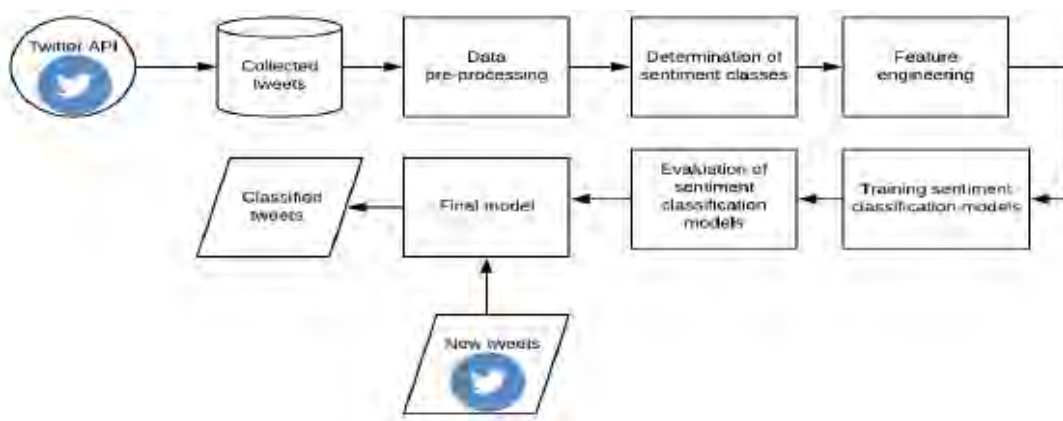 Twitter API
Collected
tweets
Data
pre-processing
Determination of
sentiment classes
Feature
engineering
Training sentiment
classification models
Evaluation of
sentiment
classification
models
Final model
Classified
tweets
New tweets